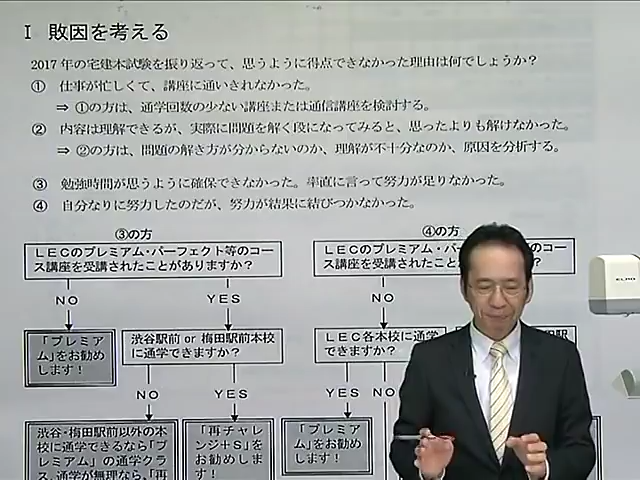 Ⅰ 敗因を考える
2017年の宅建本試験を振り返って、思うように得点できなかった理由は何でしょうか？
① 仕事が忙しくて、講座に通いきれなかった。
⇒ ①の方は、通学回数の少ない講座または通信講座を検討する。
② 内容は理解できるが、実際に問題を解く段になってみると、思ったよりも解けなかった。
⇒ ②の方は、問題の解き方が分からないのか、理解が不十分なのか、原因を分析する。
③ 勉強時間が思うように確保できなかった。率直に言って努力が足りなかった。
④ 自分なりに努力したのだが、努力が結果に結びつかなかった。
③の方
ＬＥＣのプレミアム・パーフェクト等のコー
ス講座を受講されたことがありますか？
NO
YES
「プレミア
ム」をお勧め
します！
渋谷駅前 or 梅田駅前本校
に通学できますか？
NO
YES
渋谷・梅田駅前以外の本
校に通学できるなら「プ
レミアム」の通学クラ
ス、通学が無理なら、「再
「再チャレ
ンジ＋Ｓ」を
お勧めしま
す！
④の方
ＬＥＣのプレミアム・パー
のコー
ス講座を受講されたことが
NO
ＬＥＣ各本校に通学
できますか？
YES
NO
「プレミア
ム」をお勧め
します！
ELMO